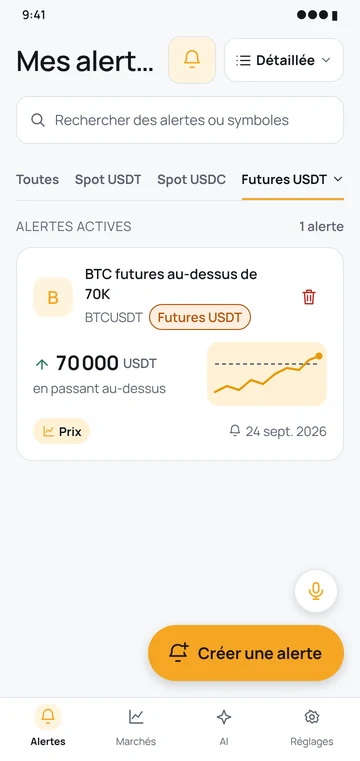 9:41
Mes alert...
Détaillée
Rechercher des alertes ou symboles
Toutes
Spot USDT
Spot USDC
Futures USDT
ALERTES ACTIVES
1 alerte
B
BTC futures au-dessus de
70K
BTCUSDT
Futures USDT
70 000 USDT
en passant au-dessus
Prix
24 sept. 2026
Créer une alerte
Alertes
Marchés
AI
Réglages